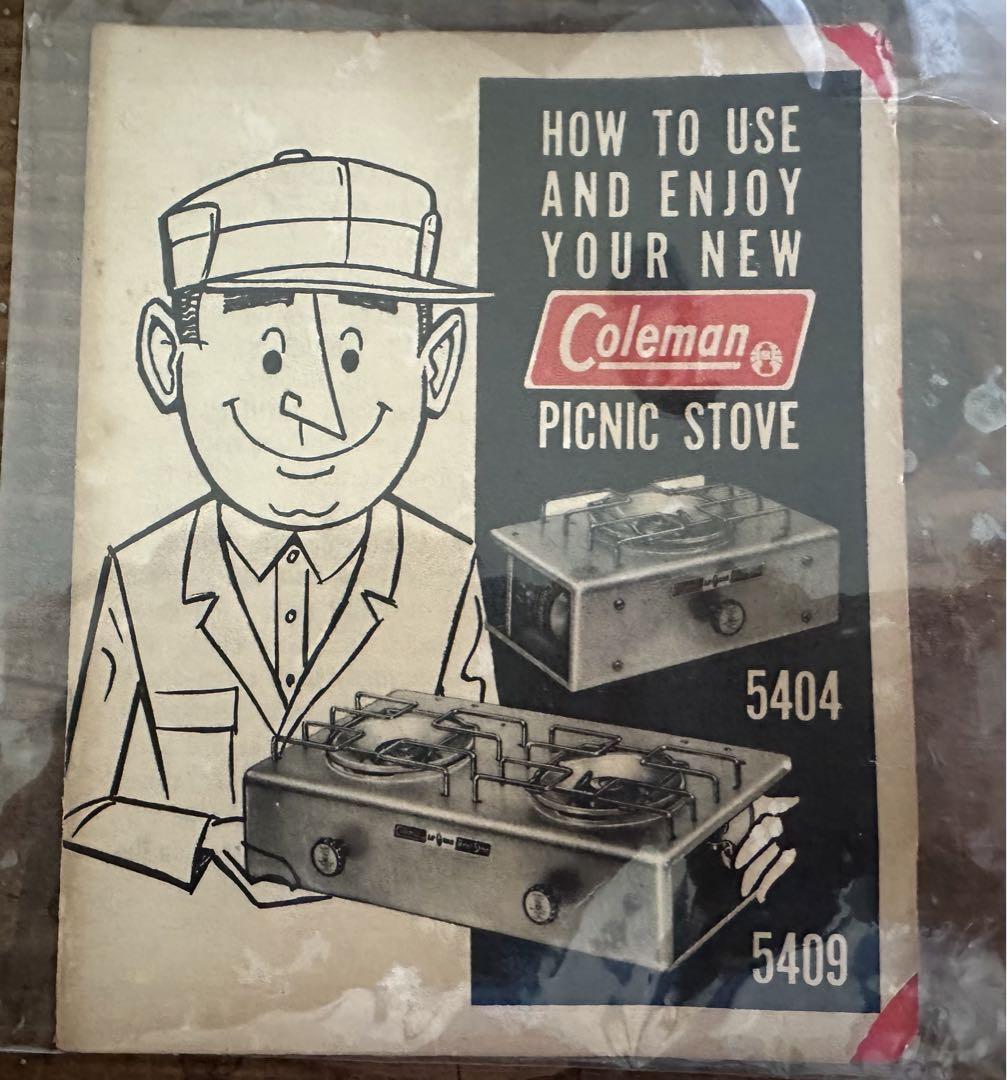 HOW TO USE
AND ENJOY
YOUR NEW
Coleman
PICNIC STOVE
5404
5409